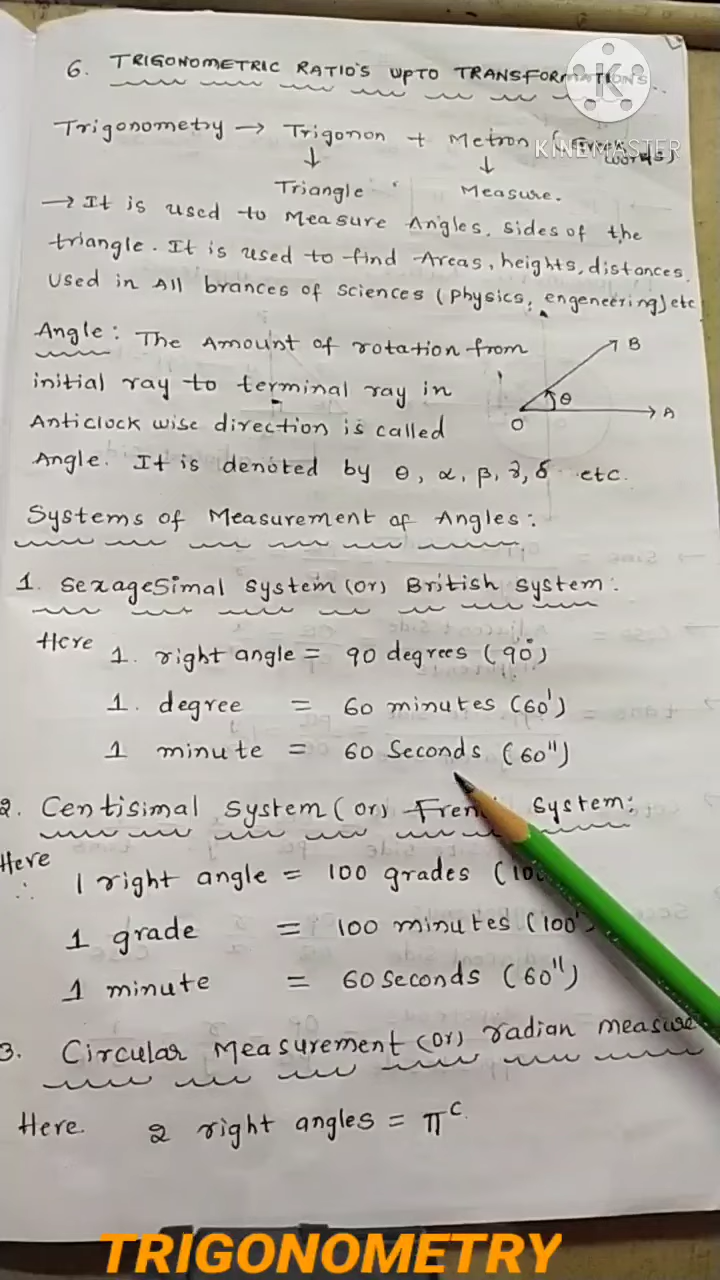 6. TRIGONOMETRIC RATIO'S UPTO TRANSFORMATIONS.
KINEMASTER
Trigonometry → Trigonon + Metron (Greek words)
↓ ↓
Triangle Measure.
→ It is used to Measure Angles, sides of the
triangle. It is used to find Areas, heights, distances.
Used in All brances of sciences (Physics, engeneering) etc
Angle: The Amount of rotation from
initial ray to terminal ray in
Anticlock wise direction is called
Angle. It is denoted by θ, α, β, γ, δ etc.
B
θ
O
A
Systems of Measurement of Angles:
1. Sexagesimal System (or) British System:
Here 1. right angle = 90 degrees (90°)
1. degree = 60 minutes (60')
1 minute = 60 Seconds (60")
2. Centisimal System (or) System:
Here
∴ 1 right angle = 100 grades
1 grade = 100 minutes (100'
1 minute = 60 seconds (60")
3. Circular Measurement (or) radian measure
Here 2 right angles = π^c
TRIGONOMETRY